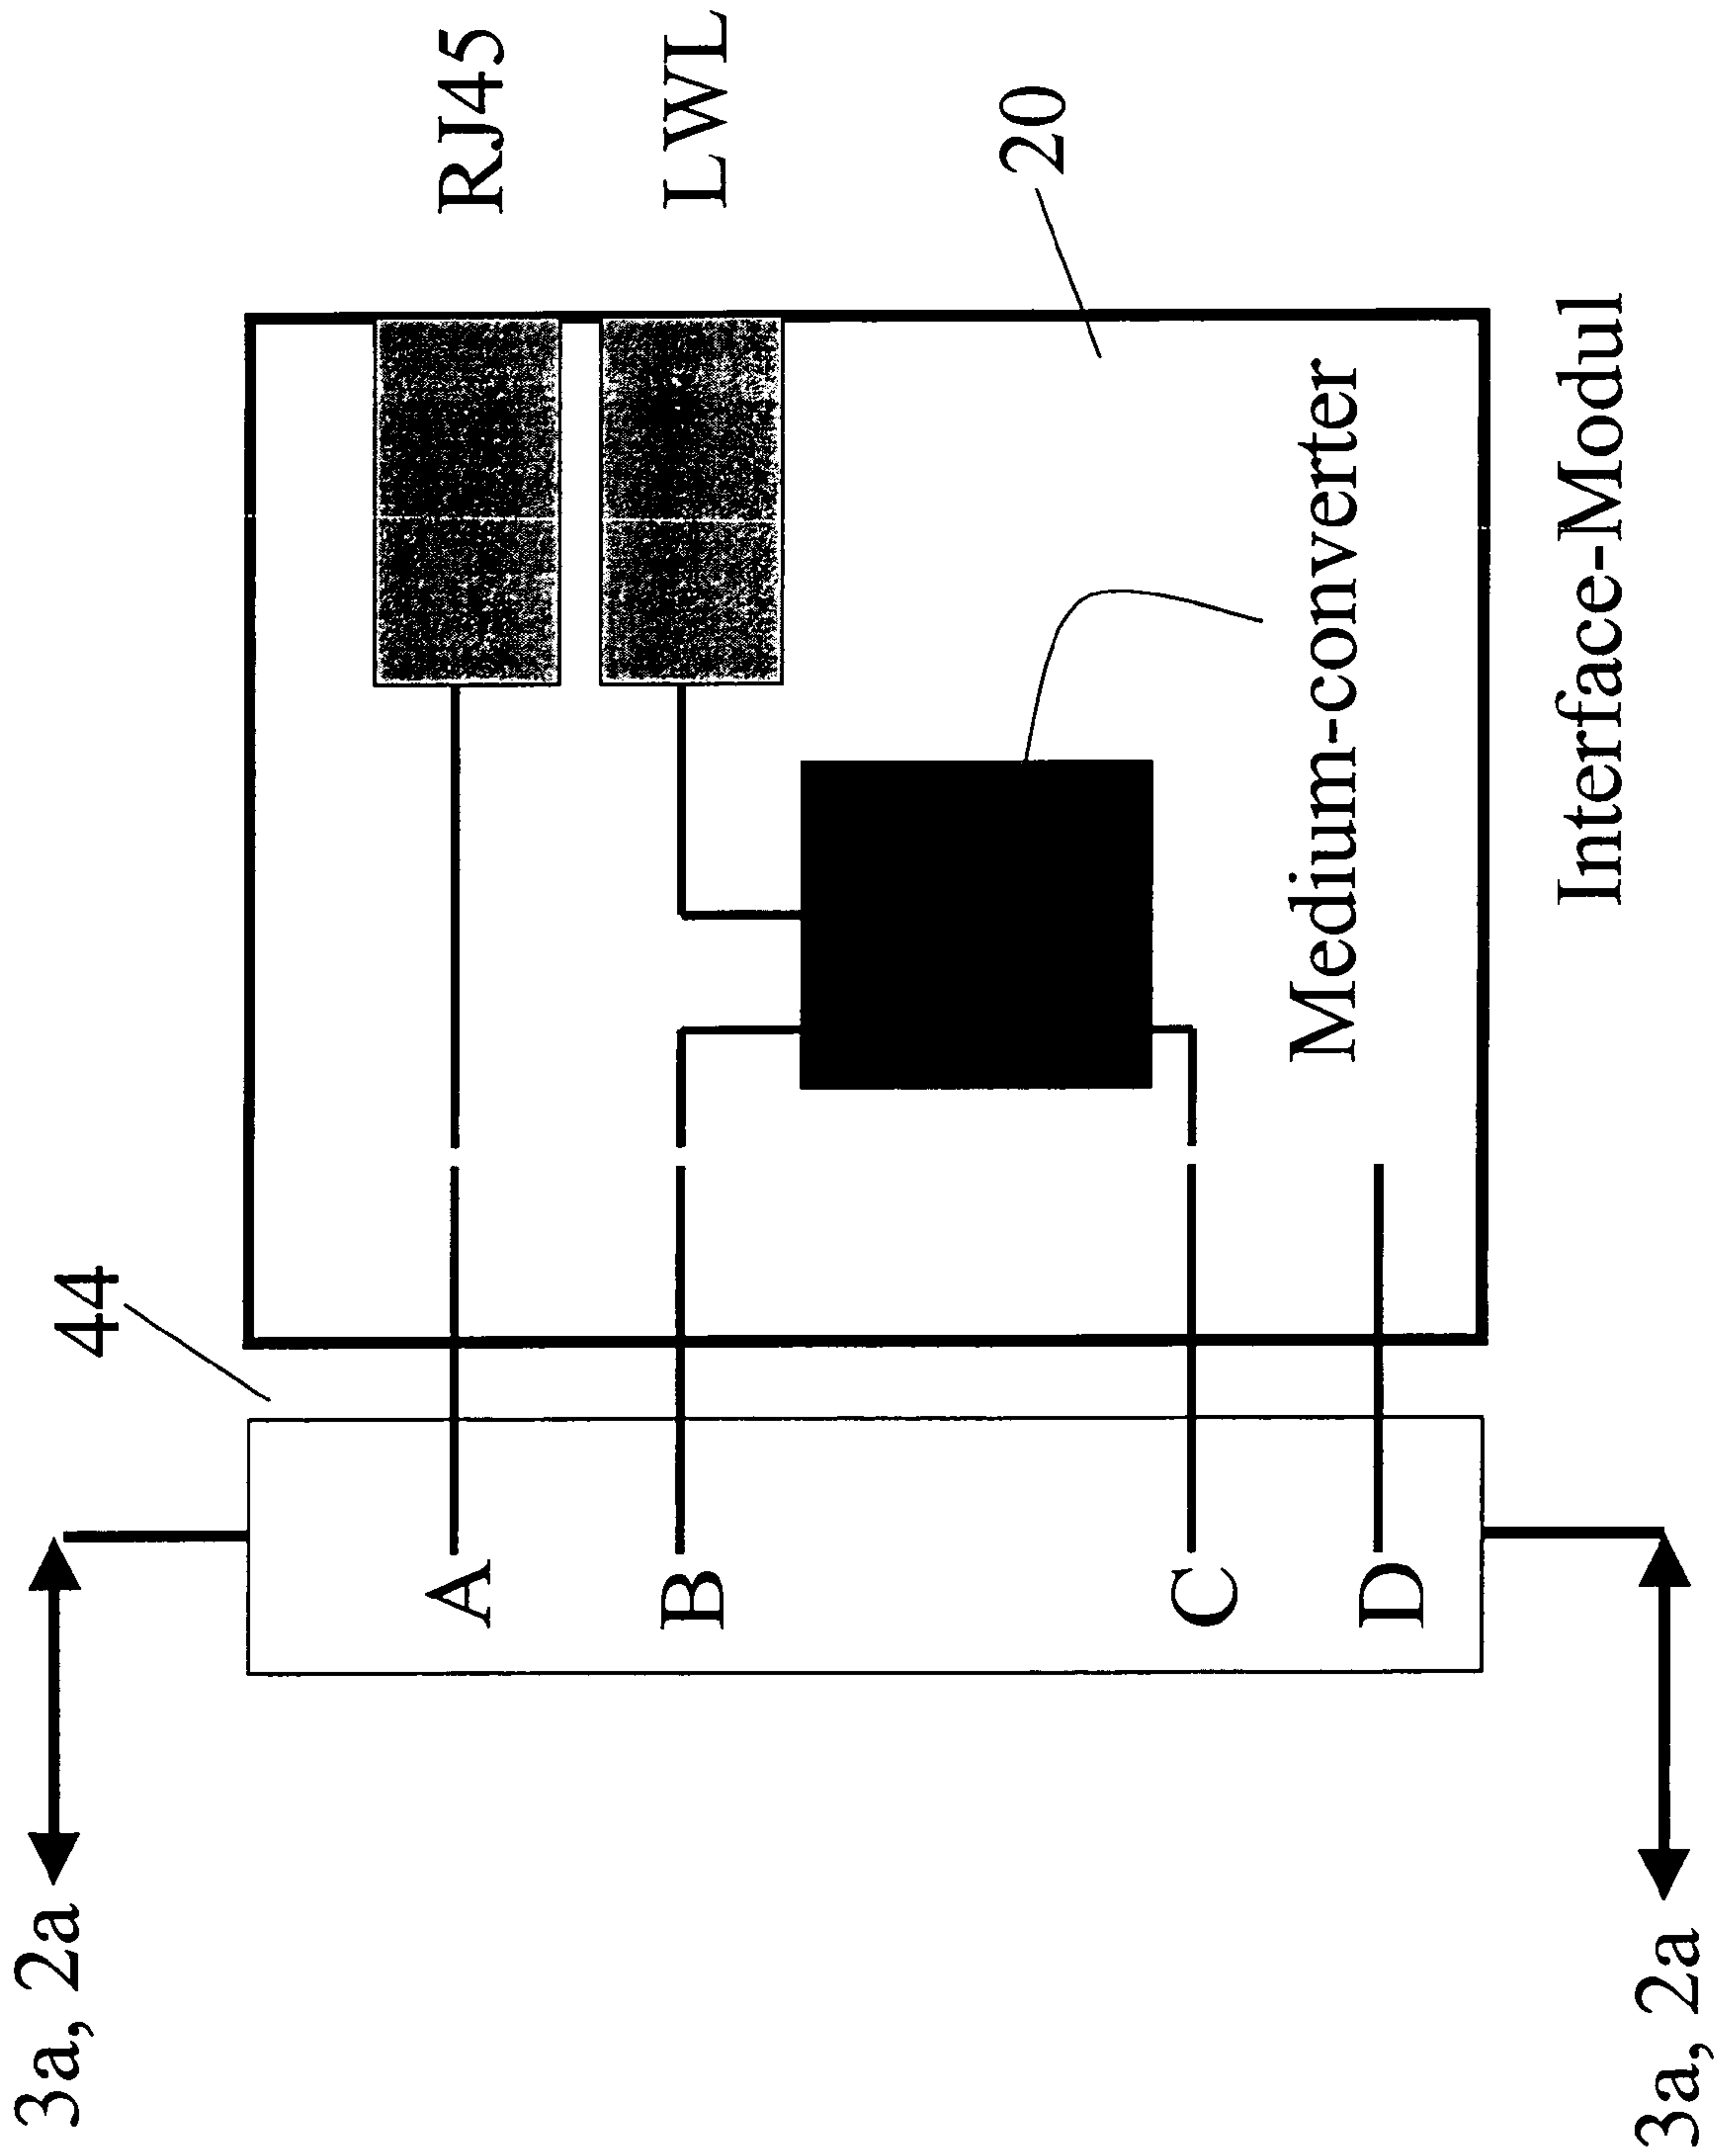 3a, 2a
44
RJ45
A
B
LWL
20
C
Medium-converter
D
Interface-Modul
3a, 2a